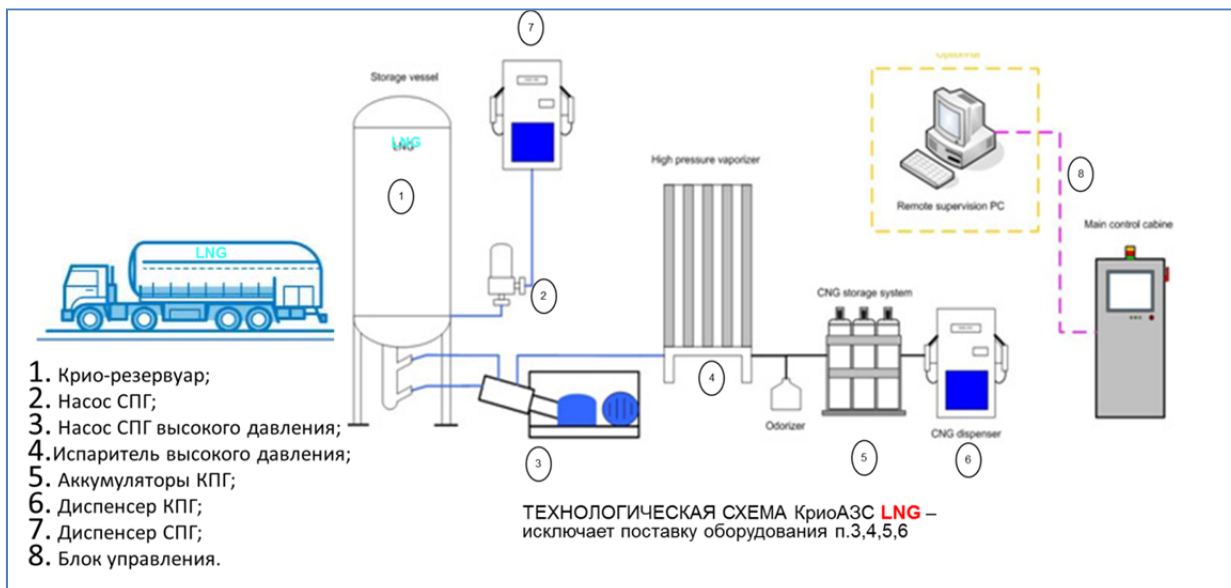 7
Optional
Storage vessel
LNG
1
High pressure vaporizer
Remote supervision PC
8
Main control cabine
LNG
2
CNG storage system
4
Odorizer
CNG dispenser
3
5
6
1. Крио-резервуар;
2. Насос СПГ;
3. Насос СПГ высокого давления;
4. Испаритель высокого давления;
5. Аккумуляторы КПГ;
6. Диспенсер КПГ;
7. Диспенсер СПГ;
8. Блок управления.
ТЕХНОЛОГИЧЕСКАЯ СХЕМА КриоАЗС LNG –
исключает поставку оборудования п.3,4,5,6